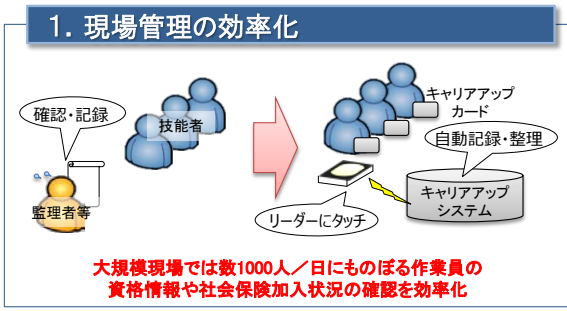 1．現場管理の効率化
確認・記録
技能者
監理者等
キャリアアップ
カード
自動記録・整理
キャリアアップ
システム
リーダーにタッチ
大規模現場では数1000人／日にものぼる作業員の
資格情報や社会保険加入状況の確認を効率化